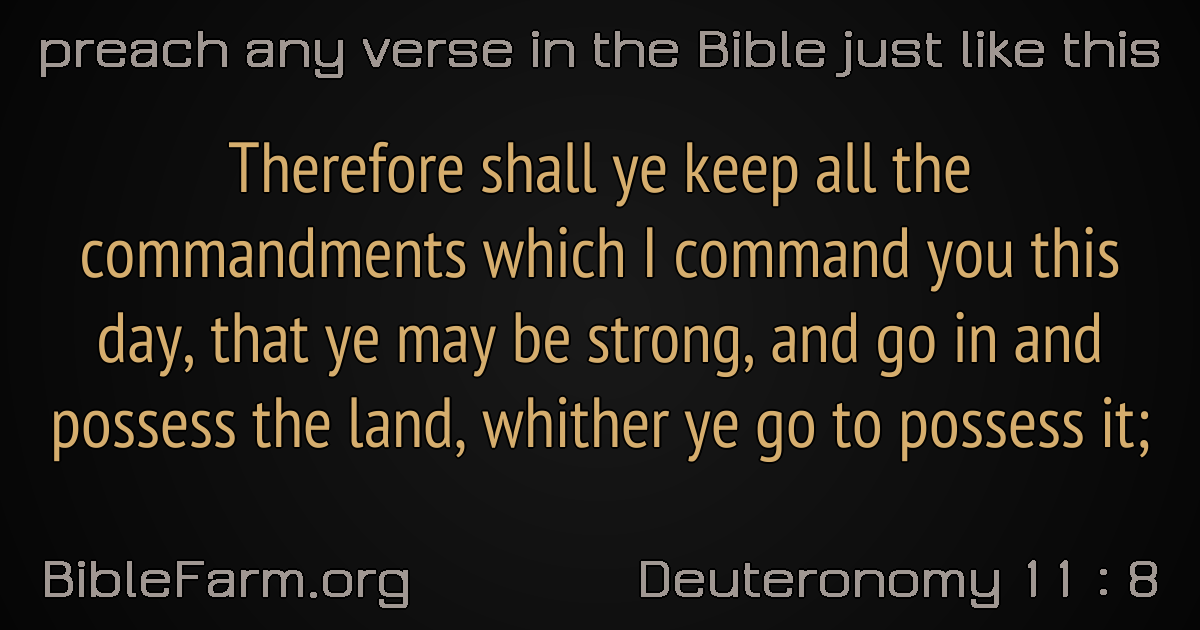 preach any verse in the Bible just like this
Therefore shall ye keep all the
commandments which I command you this
day, that ye may be strong, and go in and
possess the land, whither ye go to possess it;
BibleFarm.org
Deuteronomy 11 : 8